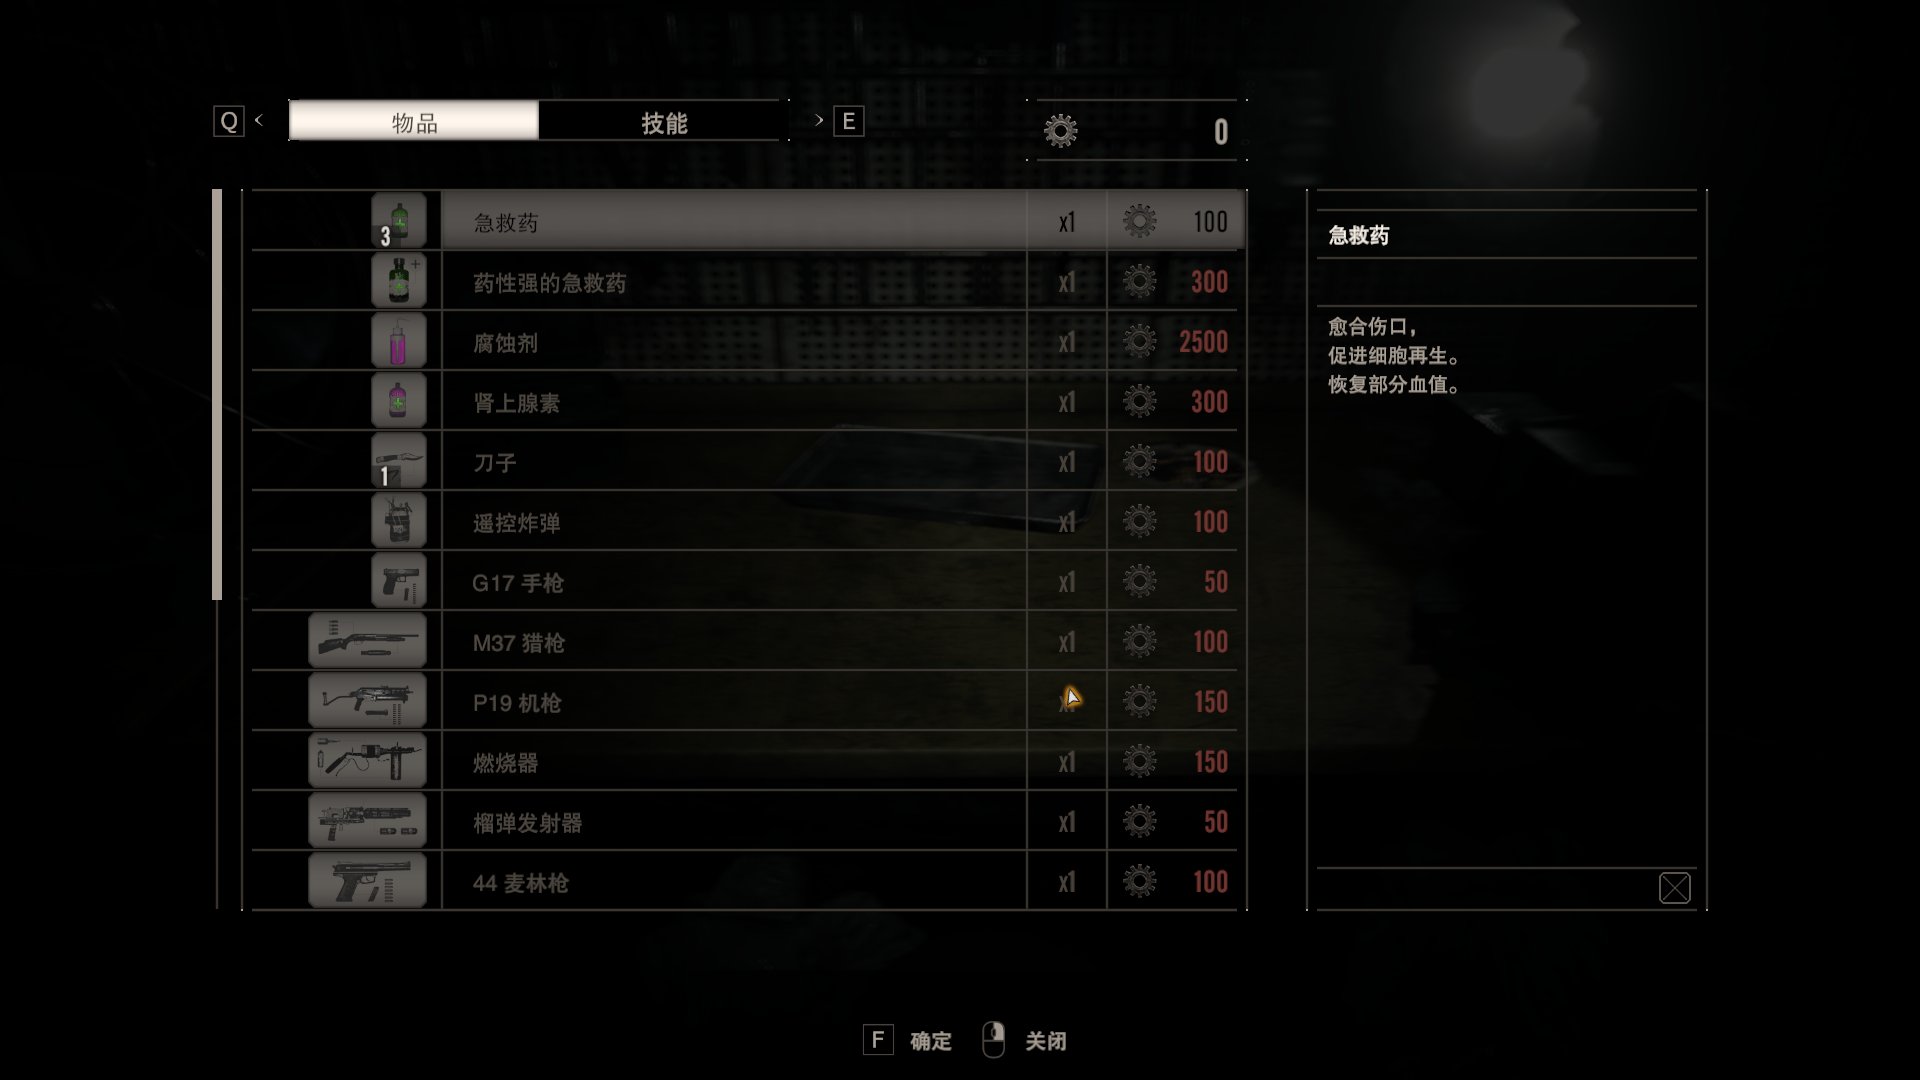 Q < 物品 技能 > E
0
3 急救药 x1 100
+ 药性强的急救药 x1 300
腐蚀剂 x1 2500
肾上腺素 x1 300
1 刀子 x1 100
遥控炸弹 x1 100
G17 手枪 x1 50
M37 猎枪 x1 100
P19 机枪 x1 150
燃烧器 x1 150
榴弹发射器 x1 50
44 麦林枪 x1 100
急救药
愈合伤口，
促进细胞再生。
恢复部分血值。
F 确定 关闭